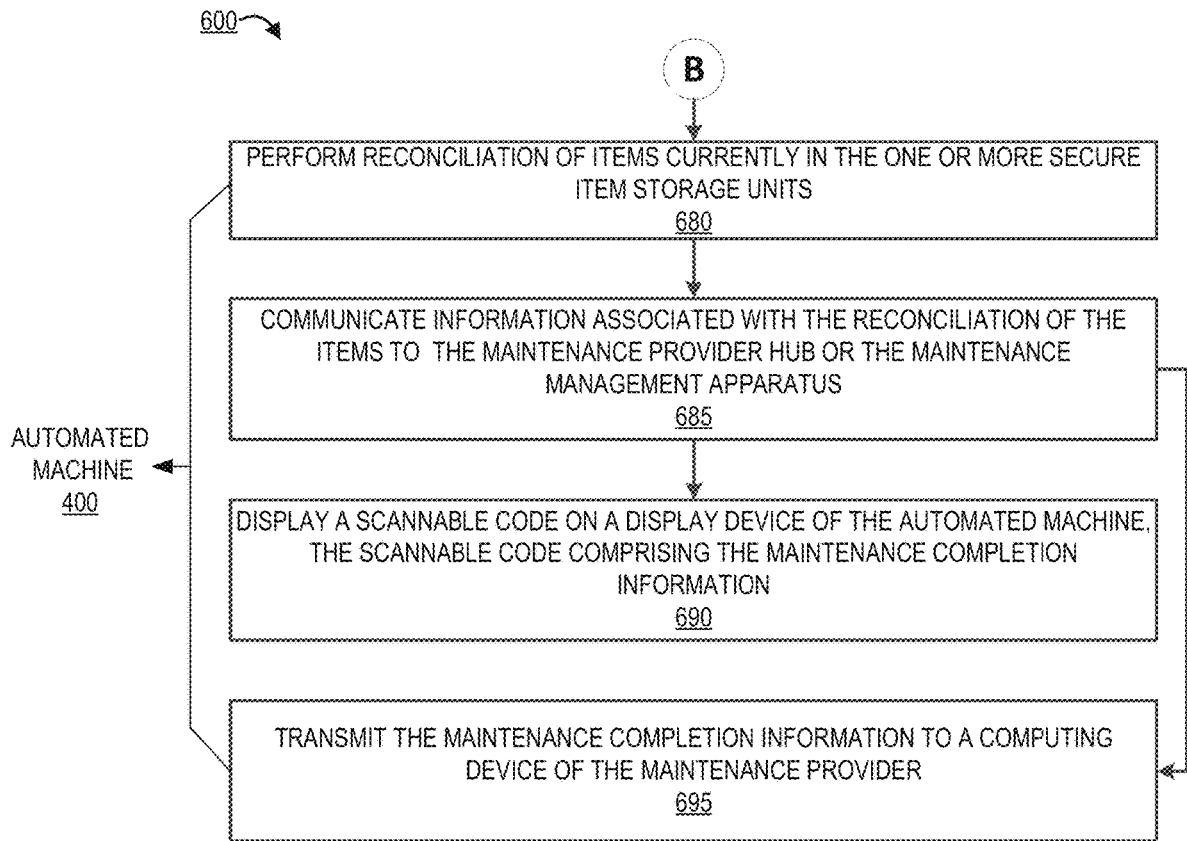 600
B
PERFORM RECONCILIATION OF ITEMS CURRENTLY IN THE ONE OR MORE SECURE
ITEM STORAGE UNITS
680
COMMUNICATE INFORMATION ASSOCIATED WITH THE RECONCILIATION OF THE
ITEMS TO THE MAINTENANCE PROVIDER HUB OR THE MAINTENANCE
MANAGEMENT APPARATUS
685
AUTOMATED
MACHINE
400
DISPLAY A SCANNABLE CODE ON A DISPLAY DEVICE OF THE AUTOMATED MACHINE,
THE SCANNABLE CODE COMPRISING THE MAINTENANCE COMPLETION
INFORMATION
690
TRANSMIT THE MAINTENANCE COMPLETION INFORMATION TO A COMPUTING
DEVICE OF THE MAINTENANCE PROVIDER
695